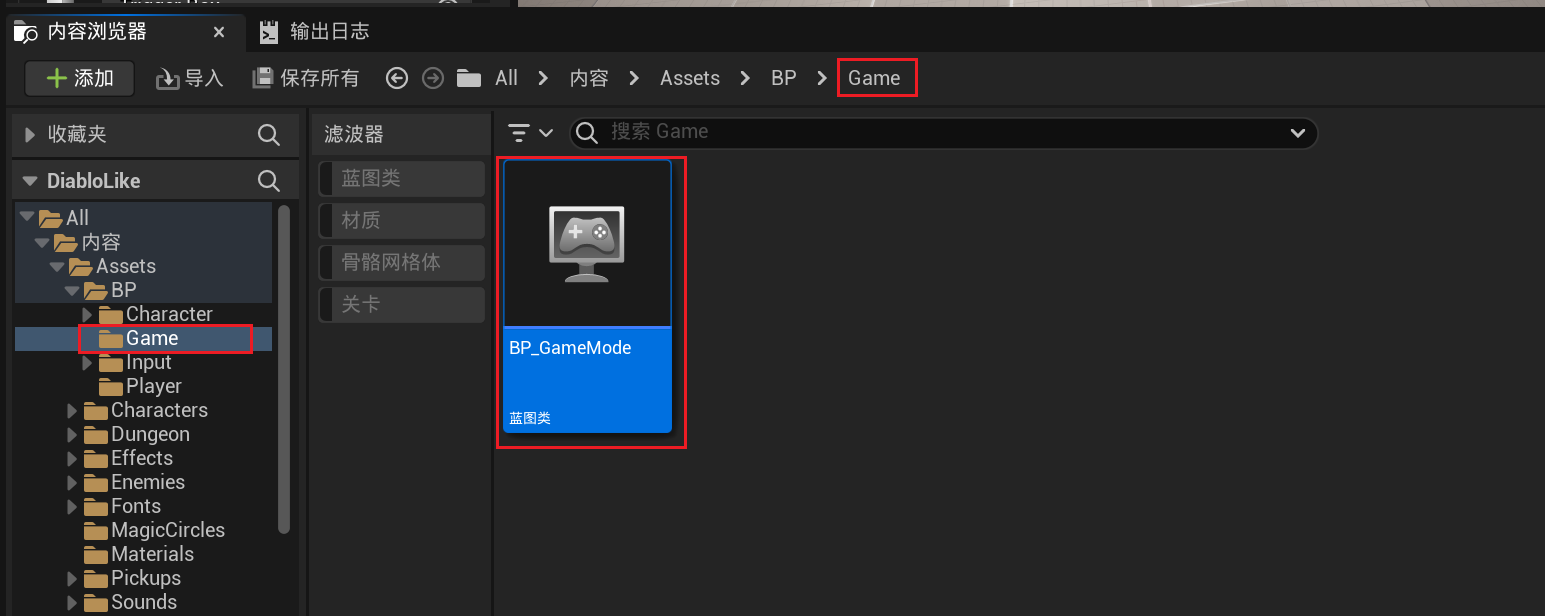 内容浏览器
输出日志
添加
导入
保存所有
All
内容
Assets
BP
Game
收藏夹
DiabloLike
All
内容
Assets
BP
Character
Game
Input
Player
Characters
Dungeon
Effects
Enemies
Fonts
MagicCircles
Materials
Pickups
Sounds
滤波器
蓝图类
材质
骨骼网格体
关卡
搜索 Game
BP_GameMode
蓝图类